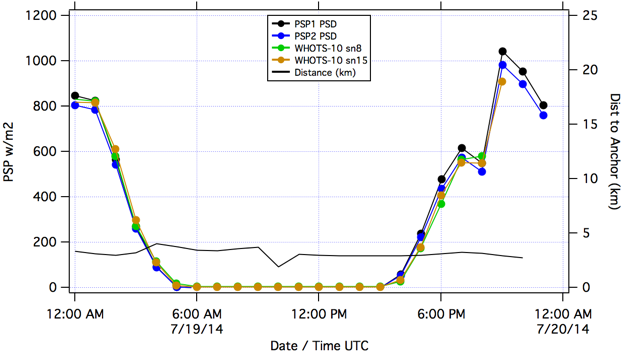 1200
1000
800
600
400
200
0
PSP w/m2
PSP1 PSD
PSP2 PSD
WHOTS-10 sn8
WHOTS-10 sn15
Distance (km)
25
20
15
10
5
0
Dist to Anchor (km)
12:00 AM
6:00 AM
12:00 PM
6:00 PM
12:00 AM
7/19/14
7/20/14
Date / Time UTC